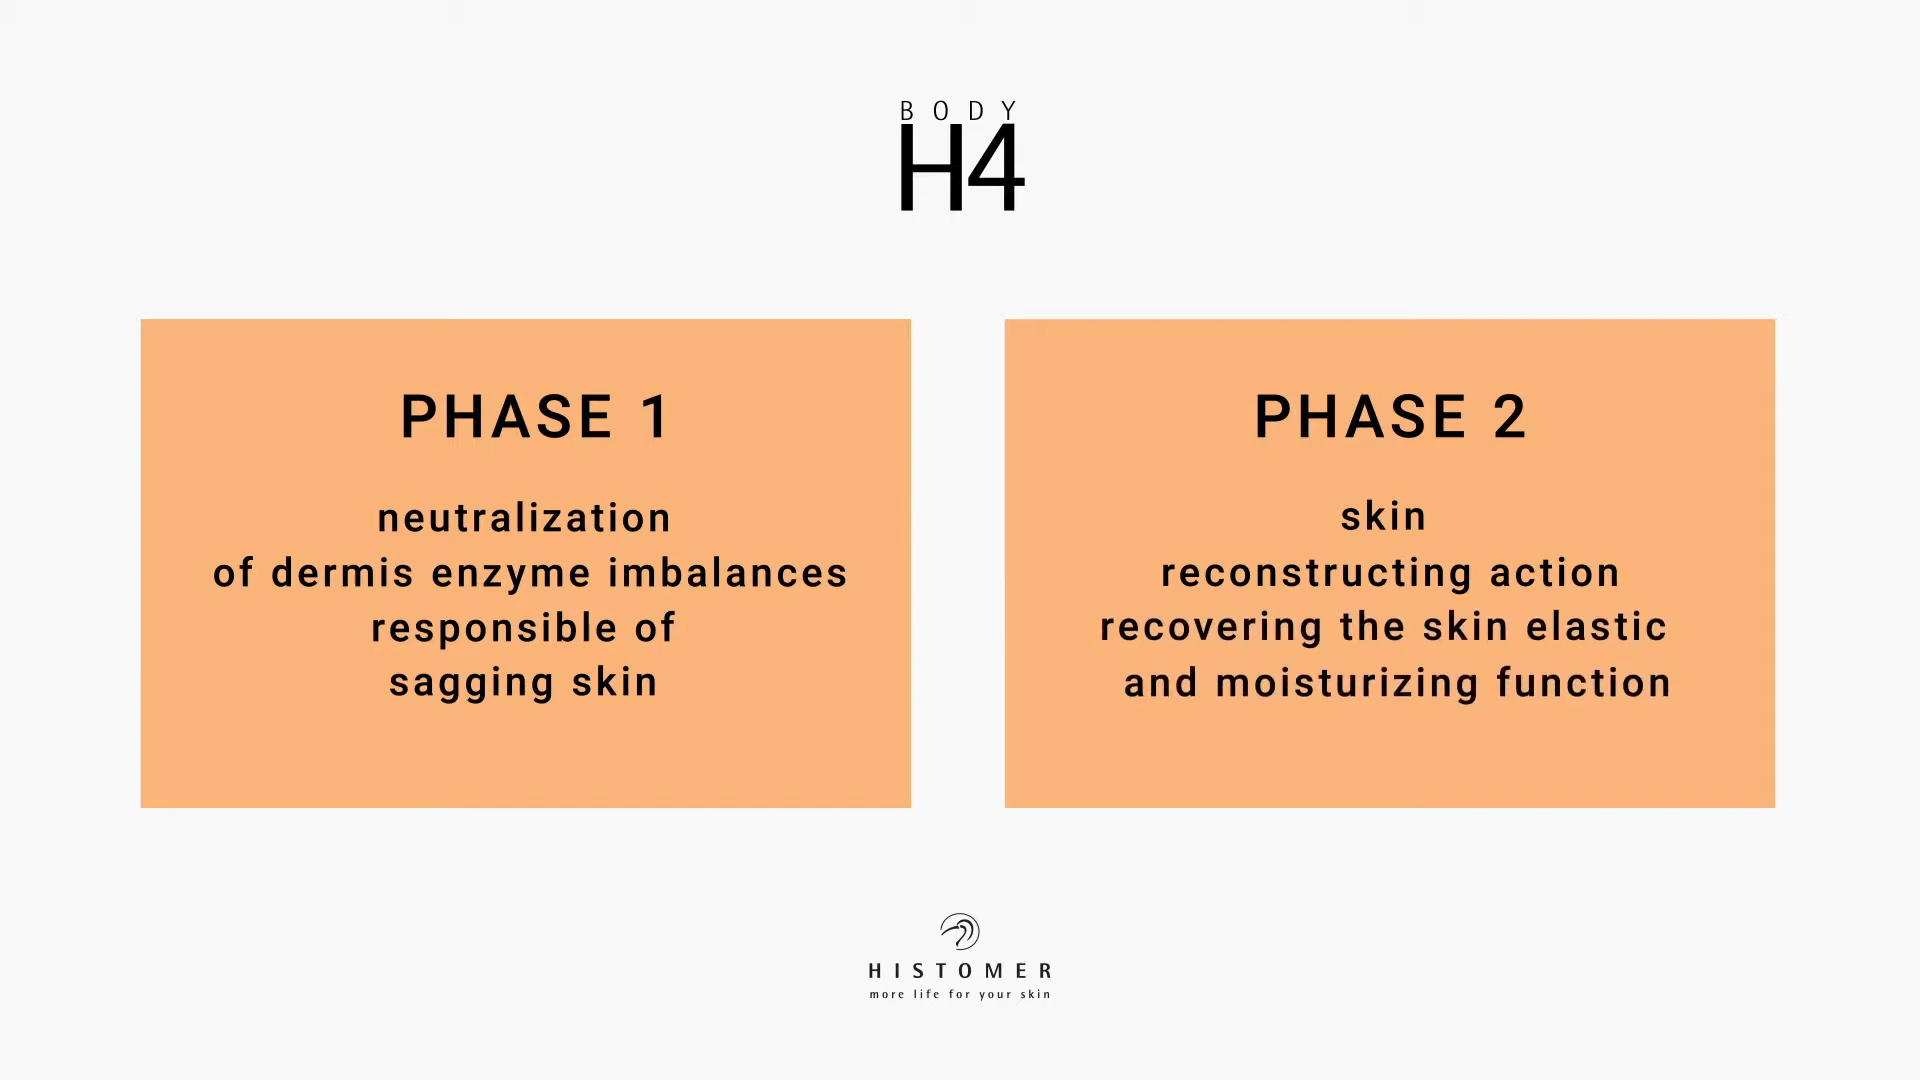 BODY
H4
PHASE 1
neutralization
of dermis enzyme imbalances
responsible of
sagging skin
PHASE 2
skin
reconstructing action
recovering the skin elastic
and moisturizing function
HISTOMER
more life for your skin